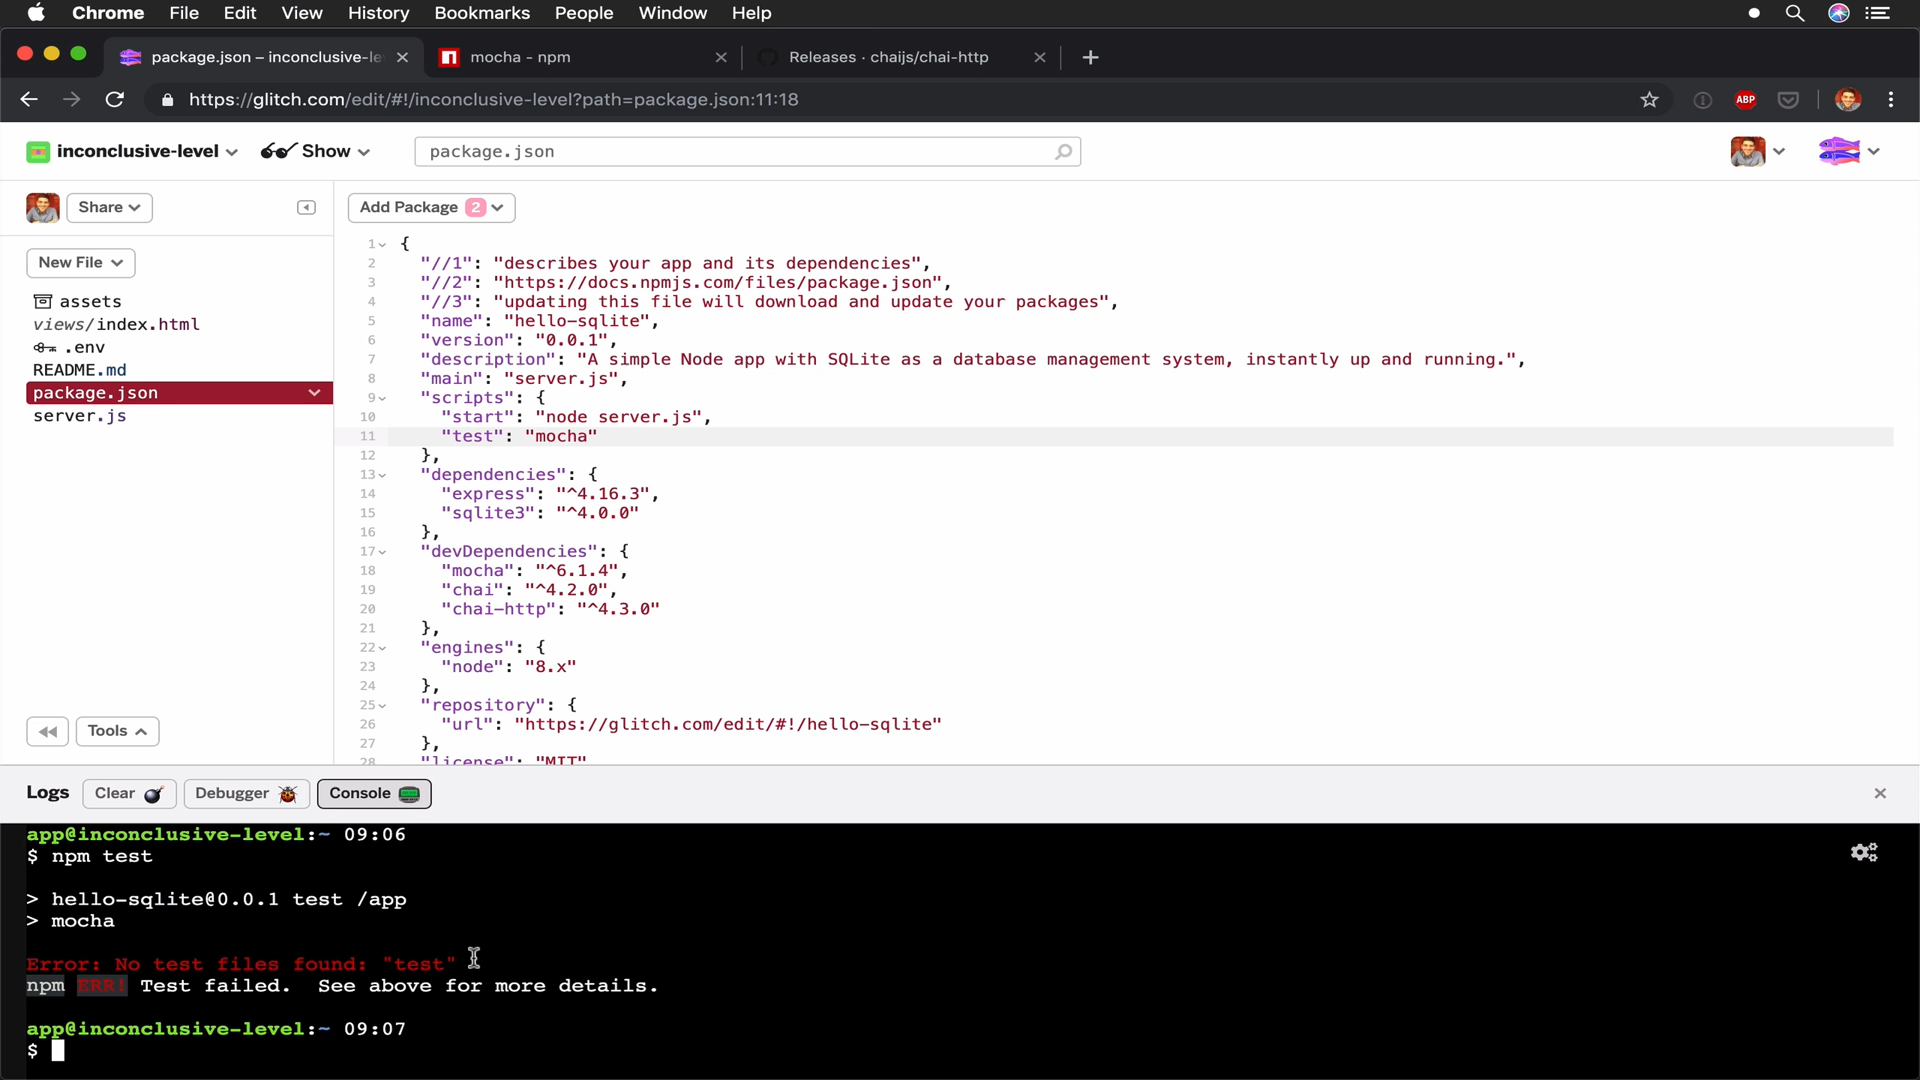 Chrome File Edit View History Bookmarks People Window Help
package.json – inconclusive-le
mocha - npm
Releases · chaijs/chai-http
https://glitch.com/edit/#!/inconclusive-level?path=package.json:11:18
ABP
inconclusive-level
Show
package.json
Share
Add Package 2
New File
assets
views/index.html
.env
README.md
package.json
server.js
Tools
1 {
2 "//1": "describes your app and its dependencies",
3 "//2": "https://docs.npmjs.com/files/package.json",
4 "//3": "updating this file will download and update your packages",
5 "name": "hello-sqlite",
6 "version": "0.0.1",
7 "description": "A simple Node app with SQLite as a database management system, instantly up and running.",
8 "main": "server.js",
9 "scripts": {
10 "start": "node server.js",
11 "test": "mocha"
12 },
13 "dependencies": {
14 "express": "^4.16.3",
15 "sqlite3": "^4.0.0"
16 },
17 "devDependencies": {
18 "mocha": "^6.1.4",
19 "chai": "^4.2.0",
20 "chai-http": "^4.3.0"
21 },
22 "engines": {
23 "node": "8.x"
24 },
25 "repository": {
26 "url": "https://glitch.com/edit/#!/hello-sqlite"
27 },
28 "license": "MIT"
Logs Clear Debugger Console
app@inconclusive-level:~ 09:06
$ npm test
> hello-sqlite@0.0.1 test /app
> mocha
Error: No test files found: "test"
npm ERR! Test failed. See above for more details.
app@inconclusive-level:~ 09:07
$